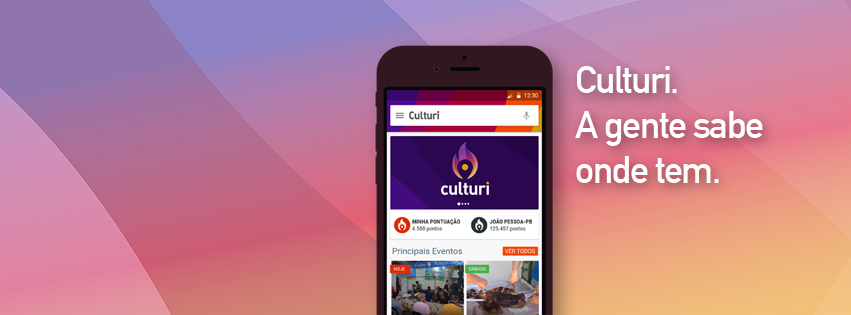 12:30
Culturi
culturi
MINHA PONTUAÇÃO
4.500 pontos
JOÃO PESSOA-PB
125.457 pontos
Principais Eventos
VER TODOS
HOJE
SÁBADO
Culturi.
A gente sabe
onde tem.